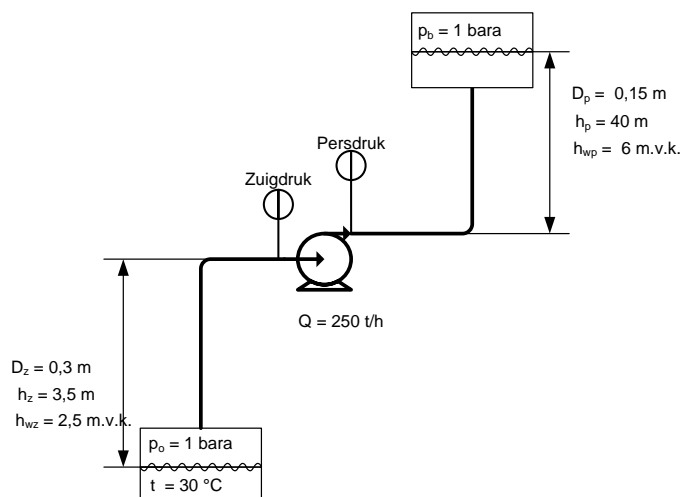 p_b = 1 bara
D_p = 0,15 m
h_p = 40 m
h_wp = 6 m.v.k.
Persdruk
Zuigdruk
Q = 250 t/h
D_z = 0,3 m
h_z = 3,5 m
h_wz = 2,5 m.v.k.
p_o = 1 bara
t = 30 °C